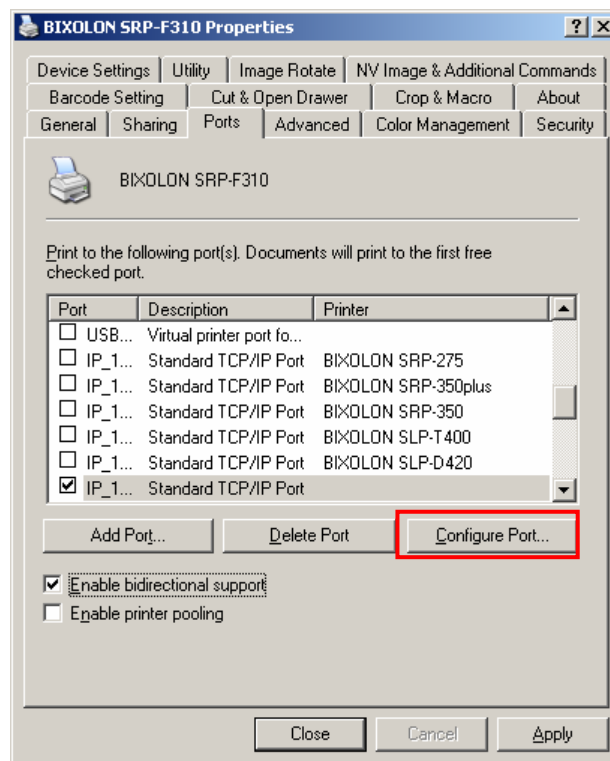 BIXOLON SRP-F310 Properties
Device Settings Utility Image Rotate NV Image & Additional Commands
Barcode Setting Cut & Open Drawer Crop & Macro About
General Sharing Ports Advanced Color Management Security
BIXOLON SRP-F310
Print to the following port(s). Documents will print to the first free
checked port.
Port Description Printer
USB... Virtual printer port fo...
IP_1... Standard TCP/IP Port BIXOLON SRP-275
IP_1... Standard TCP/IP Port BIXOLON SRP-350plus
IP_1... Standard TCP/IP Port BIXOLON SRP-350
IP_1... Standard TCP/IP Port BIXOLON SLP-T400
IP_1... Standard TCP/IP Port BIXOLON SLP-D420
IP_1... Standard TCP/IP Port
Add Port... Delete Port Configure Port...
Enable bidirectional support
Enable printer pooling
Close Cancel Apply